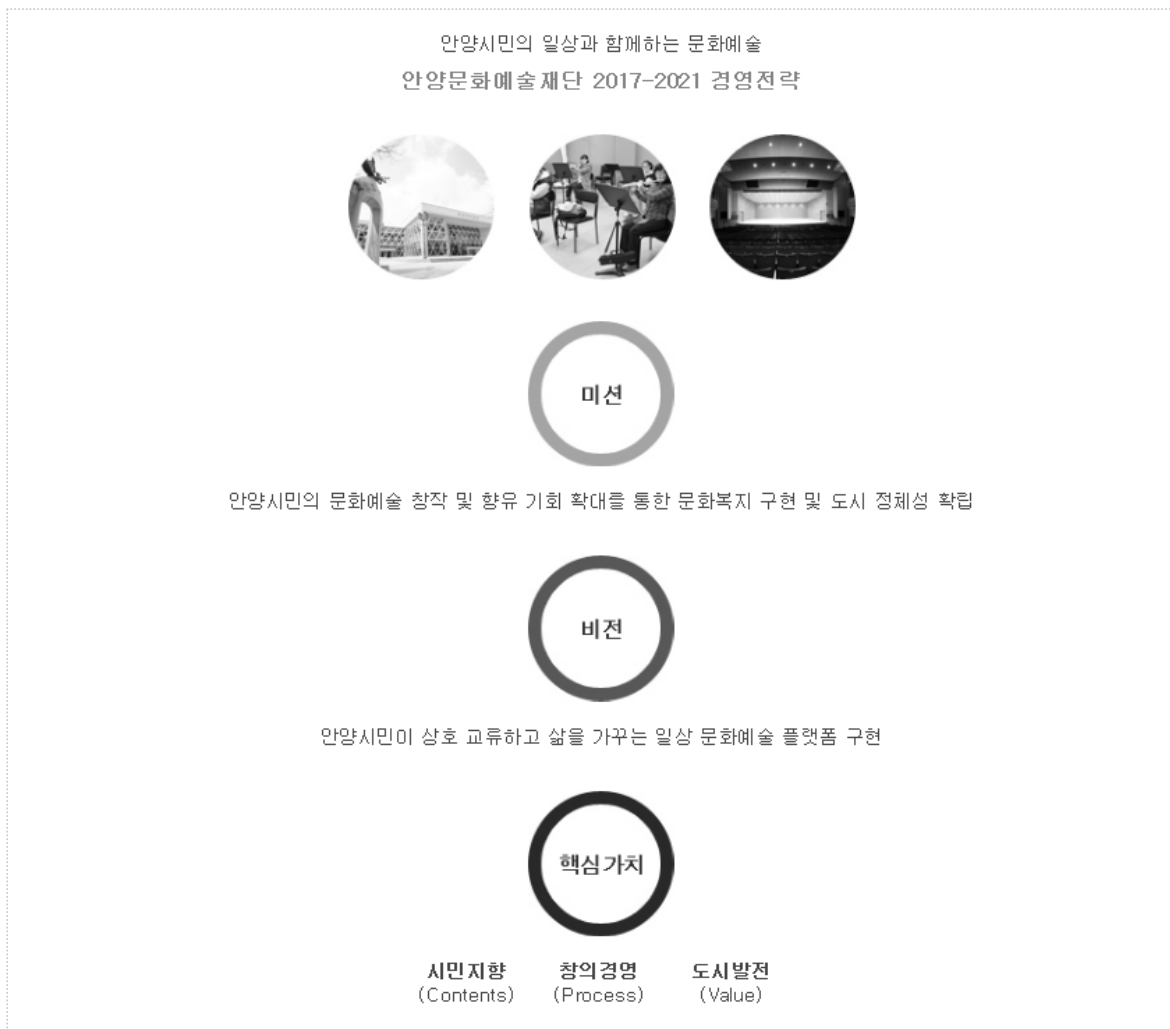 안양시민의 일상과 함께하는 문화예술
안양문화예술재단 2017-2021 경영전략
미션
안양시민의 문화예술 창작 및 향유 기회 확대를 통한 문화복지 구현 및 도시 정체성 확립
비전
안양시민이 상호 교류하고 삶을 가꾸는 일상 문화예술 플랫폼 구현
핵심가치
시민지향 창의경영 도시발전
(Contents) (Process) (Value)